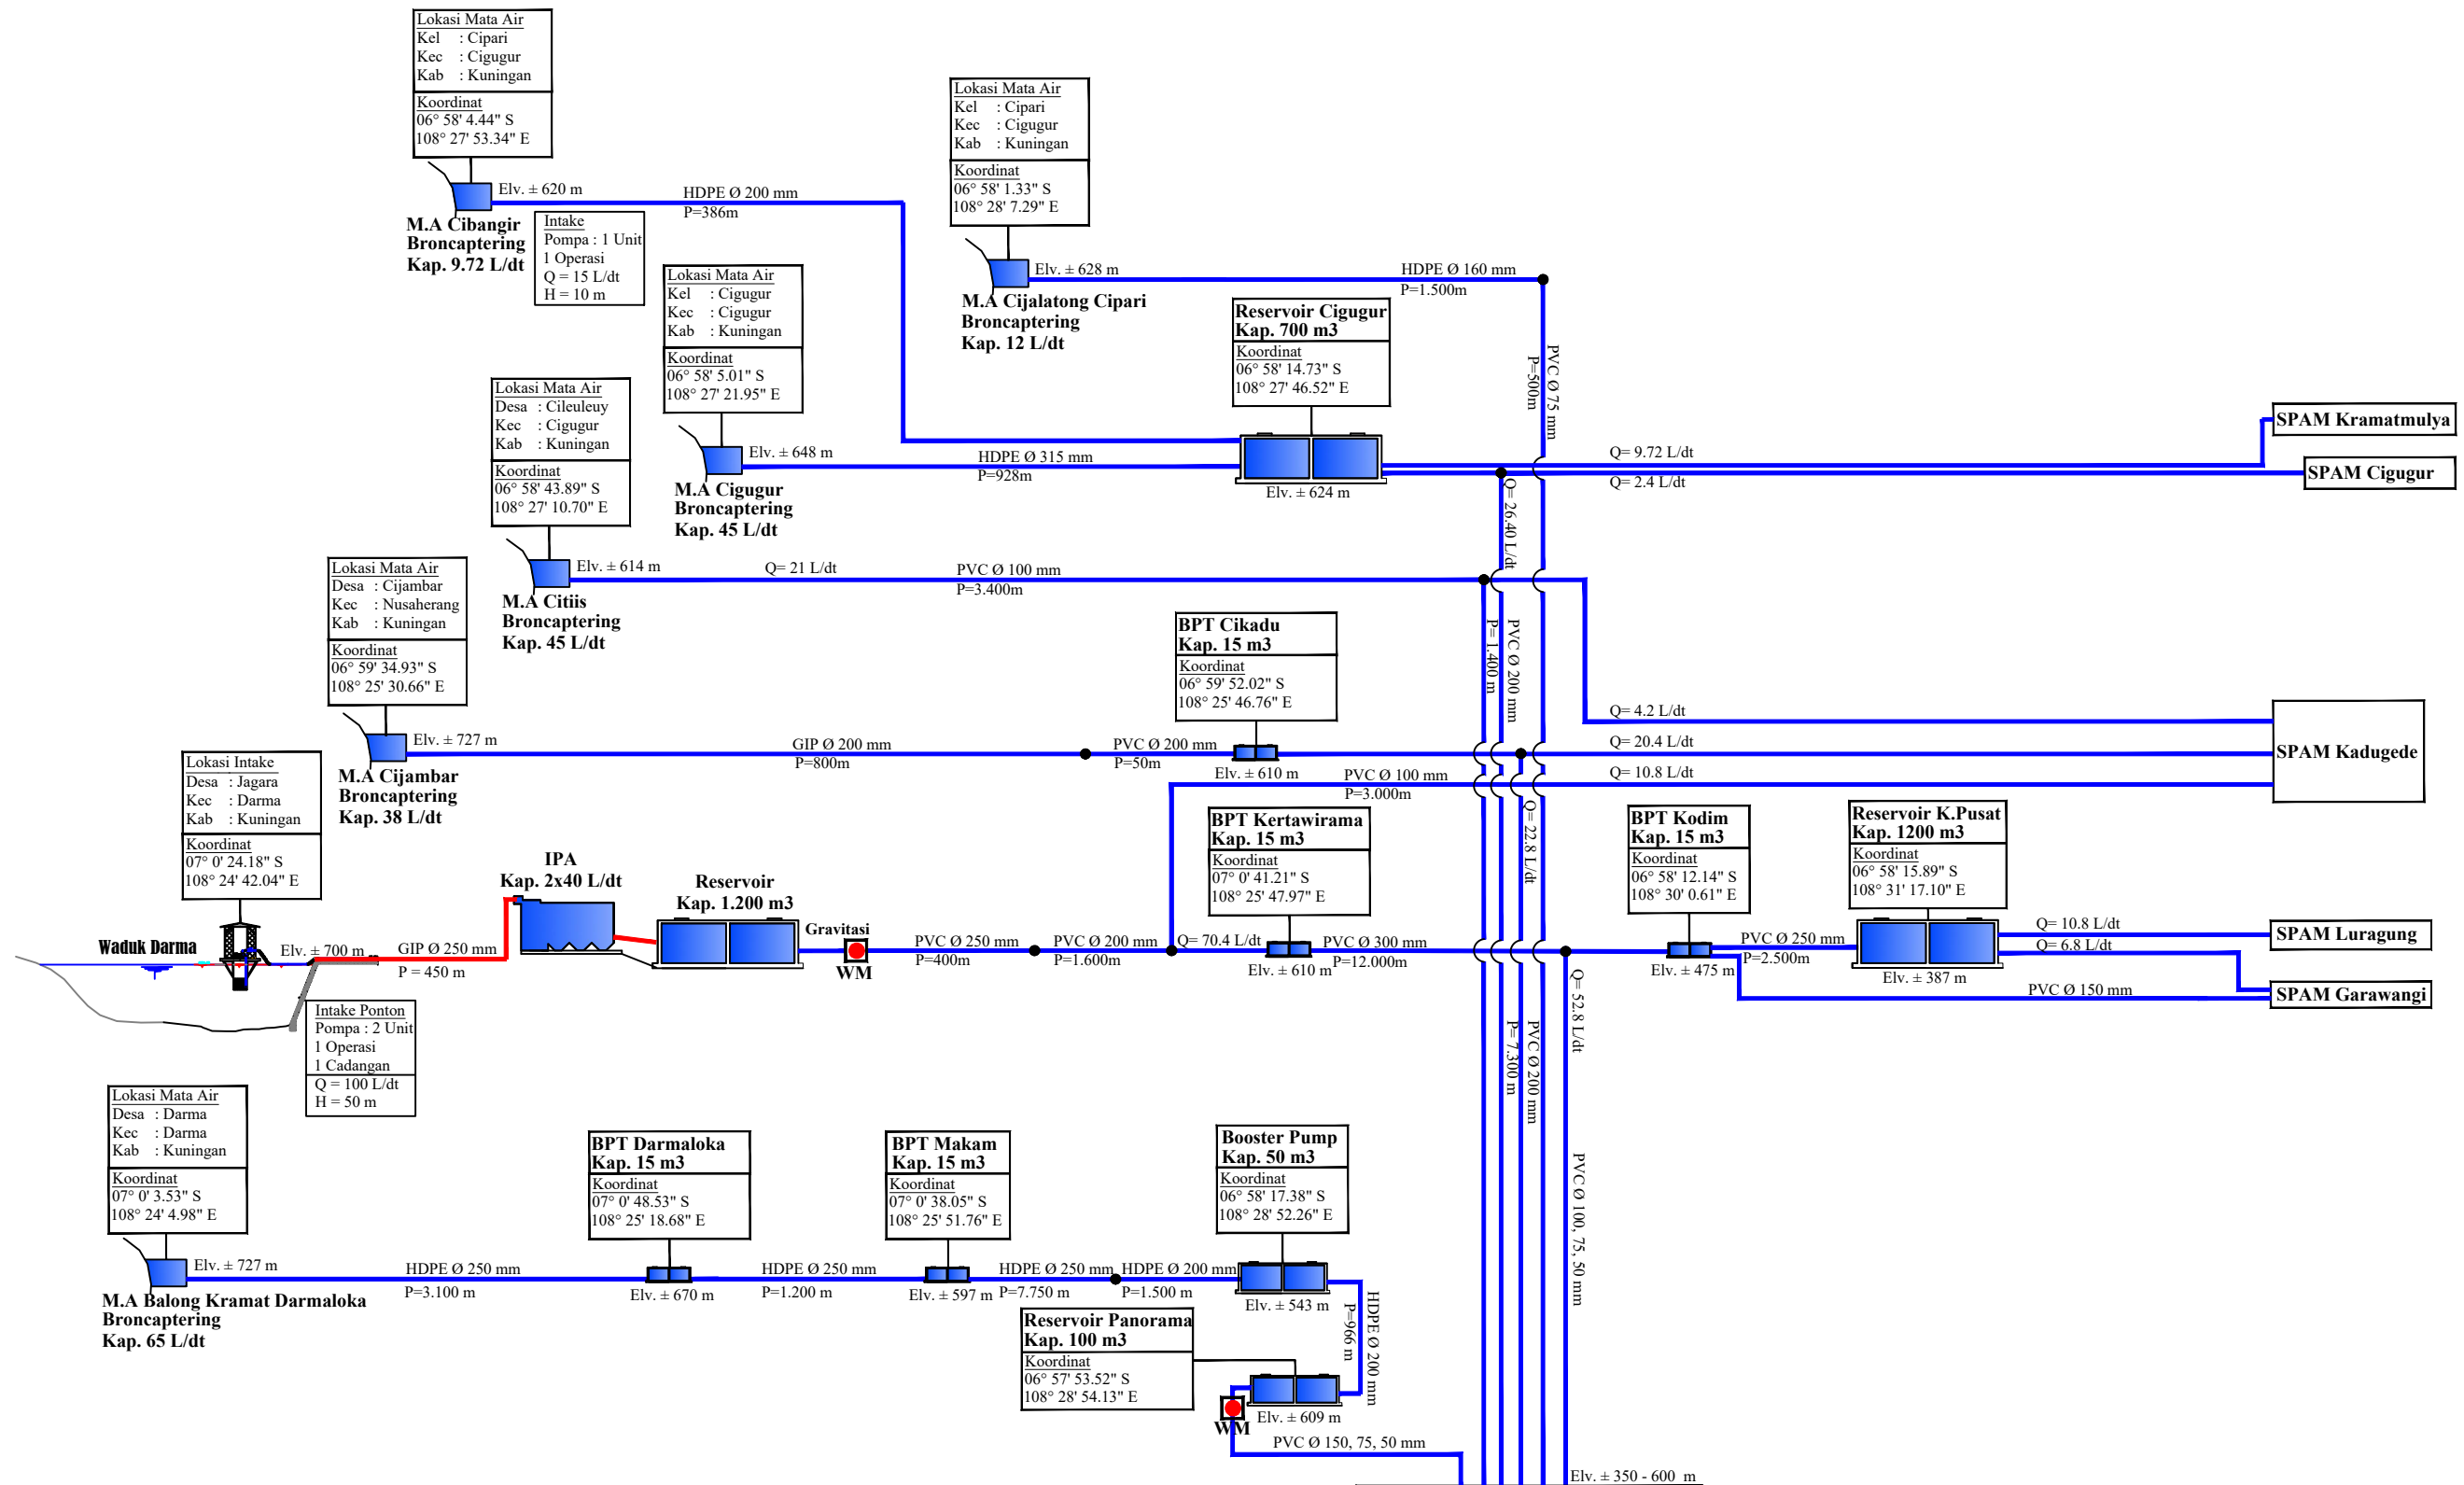 Lokasi Mata Air
Kel : Cipari
Kec : Cigugur
Kab : Kuningan
Koordinat
06° 58' 4.44" S
108° 27' 53.34" E
Elv. ± 620 m
HDPE Ø 200 mm
P=386m
M.A Cibangir
Broncaptering
Kap. 9.72 L/dt
Intake
Pompa : 1 Unit
1 Operasi
Q = 15 L/dt
H = 10 m
Lokasi Mata Air
Kel : Cipari
Kec : Cigugur
Kab : Kuningan
Koordinat
06° 58' 1.33" S
108° 28' 7.29" E
Elv. ± 628 m
HDPE Ø 160 mm
P=1.500m
M.A Cijalatong Cipari
Broncaptering
Kap. 12 L/dt
PVC Ø 75 mm
P=500m
Lokasi Mata Air
Kel : Cigugur
Kec : Cigugur
Kab : Kuningan
Koordinat
06° 58' 5.01" S
108° 27' 21.95" E
Elv. ± 648 m
HDPE Ø 315 mm
P=928m
M.A Cigugur
Broncaptering
Kap. 45 L/dt
Reservoir Cigugur
Kap. 700 m3
Koordinat
06° 58' 14.73" S
108° 27' 46.52" E
Elv. ± 624 m
Q= 9.72 L/dt
Q= 2.4 L/dt
SPAM Kramatmulya
SPAM Cigugur
Q= 26.40 L/dt
Lokasi Mata Air
Desa : Cileuleuy
Kec : Cigugur
Kab : Kuningan
Koordinat
06° 58' 43.89" S
108° 27' 10.70" E
Elv. ± 614 m
Q= 21 L/dt
PVC Ø 100 mm
P=3.400m
M.A Citiis
Broncaptering
Kap. 45 L/dt
P= 1.400 m
PVC Ø 200 mm
Lokasi Mata Air
Desa : Cijambar
Kec : Nusaherang
Kab : Kuningan
Koordinat
06° 59' 34.93" S
108° 25' 30.66" E
Elv. ± 727 m
GIP Ø 200 mm
P=800m
PVC Ø 200 mm
P=50m
M.A Cijambar
Broncaptering
Kap. 38 L/dt
BPT Cikadu
Kap. 15 m3
Koordinat
06° 59' 52.02" S
108° 25' 46.76" E
Elv. ± 610 m
Q= 4.2 L/dt
Q= 20.4 L/dt
Q= 10.8 L/dt
SPAM Kadugede
PVC Ø 100 mm
P=3.000m
Q= 22.8 L/dt
Lokasi Intake
Desa : Jagara
Kec : Darma
Kab : Kuningan
Koordinat
07° 0' 24.18" S
108° 24' 42.04" E
Waduk Darma
Elv. ± 700 m
GIP Ø 250 mm
P = 450 m
Intake Ponton
Pompa : 2 Unit
1 Operasi
1 Cadangan
Q = 100 L/dt
H = 50 m
IPA
Kap. 2x40 L/dt
Reservoir
Kap. 1.200 m3
Gravitasi
WM
PVC Ø 250 mm
P=400m
PVC Ø 200 mm
P=1.600m
Q= 70.4 L/dt
BPT Kertawirama
Kap. 15 m3
Koordinat
07° 0' 41.21" S
108° 25' 47.97" E
Elv. ± 610 m
PVC Ø 300 mm
P=12.000m
BPT Kodim
Kap. 15 m3
Koordinat
06° 58' 12.14" S
108° 30' 0.61" E
Elv. ± 475 m
PVC Ø 250 mm
P=2.500m
Reservoir K.Pusat
Kap. 1200 m3
Koordinat
06° 58' 15.89" S
108° 31' 17.10" E
Elv. ± 387 m
Q= 10.8 L/dt
Q= 6.8 L/dt
PVC Ø 150 mm
SPAM Luragung
SPAM Garawangi
Q= 52.8 L/dt
P= 7.300 m
PVC Ø 200 mm
PVC Ø 100, 75, 50 mm
Lokasi Mata Air
Desa : Darma
Kec : Darma
Kab : Kuningan
Koordinat
07° 0' 3.53" S
108° 24' 4.98" E
Elv. ± 727 m
HDPE Ø 250 mm
P=3.100 m
M.A Balong Kramat Darmaloka
Broncaptering
Kap. 65 L/dt
BPT Darmaloka
Kap. 15 m3
Koordinat
07° 0' 48.53" S
108° 25' 18.68" E
Elv. ± 670 m
HDPE Ø 250 mm
P=1.200 m
BPT Makam
Kap. 15 m3
Koordinat
07° 0' 38.05" S
108° 25' 51.76" E
Elv. ± 597 m
HDPE Ø 250 mm
P=7.750 m
HDPE Ø 200 mm
P=1.500 m
Booster Pump
Kap. 50 m3
Koordinat
06° 58' 17.38" S
108° 28' 52.26" E
Elv. ± 543 m
HDPE Ø 200 mm
P=966 m
Reservoir Panorama
Kap. 100 m3
Koordinat
06° 57' 53.52" S
108° 28' 54.13" E
Elv. ± 609 m
WM
PVC Ø 150, 75, 50 mm
Elv. ± 350 - 600 m